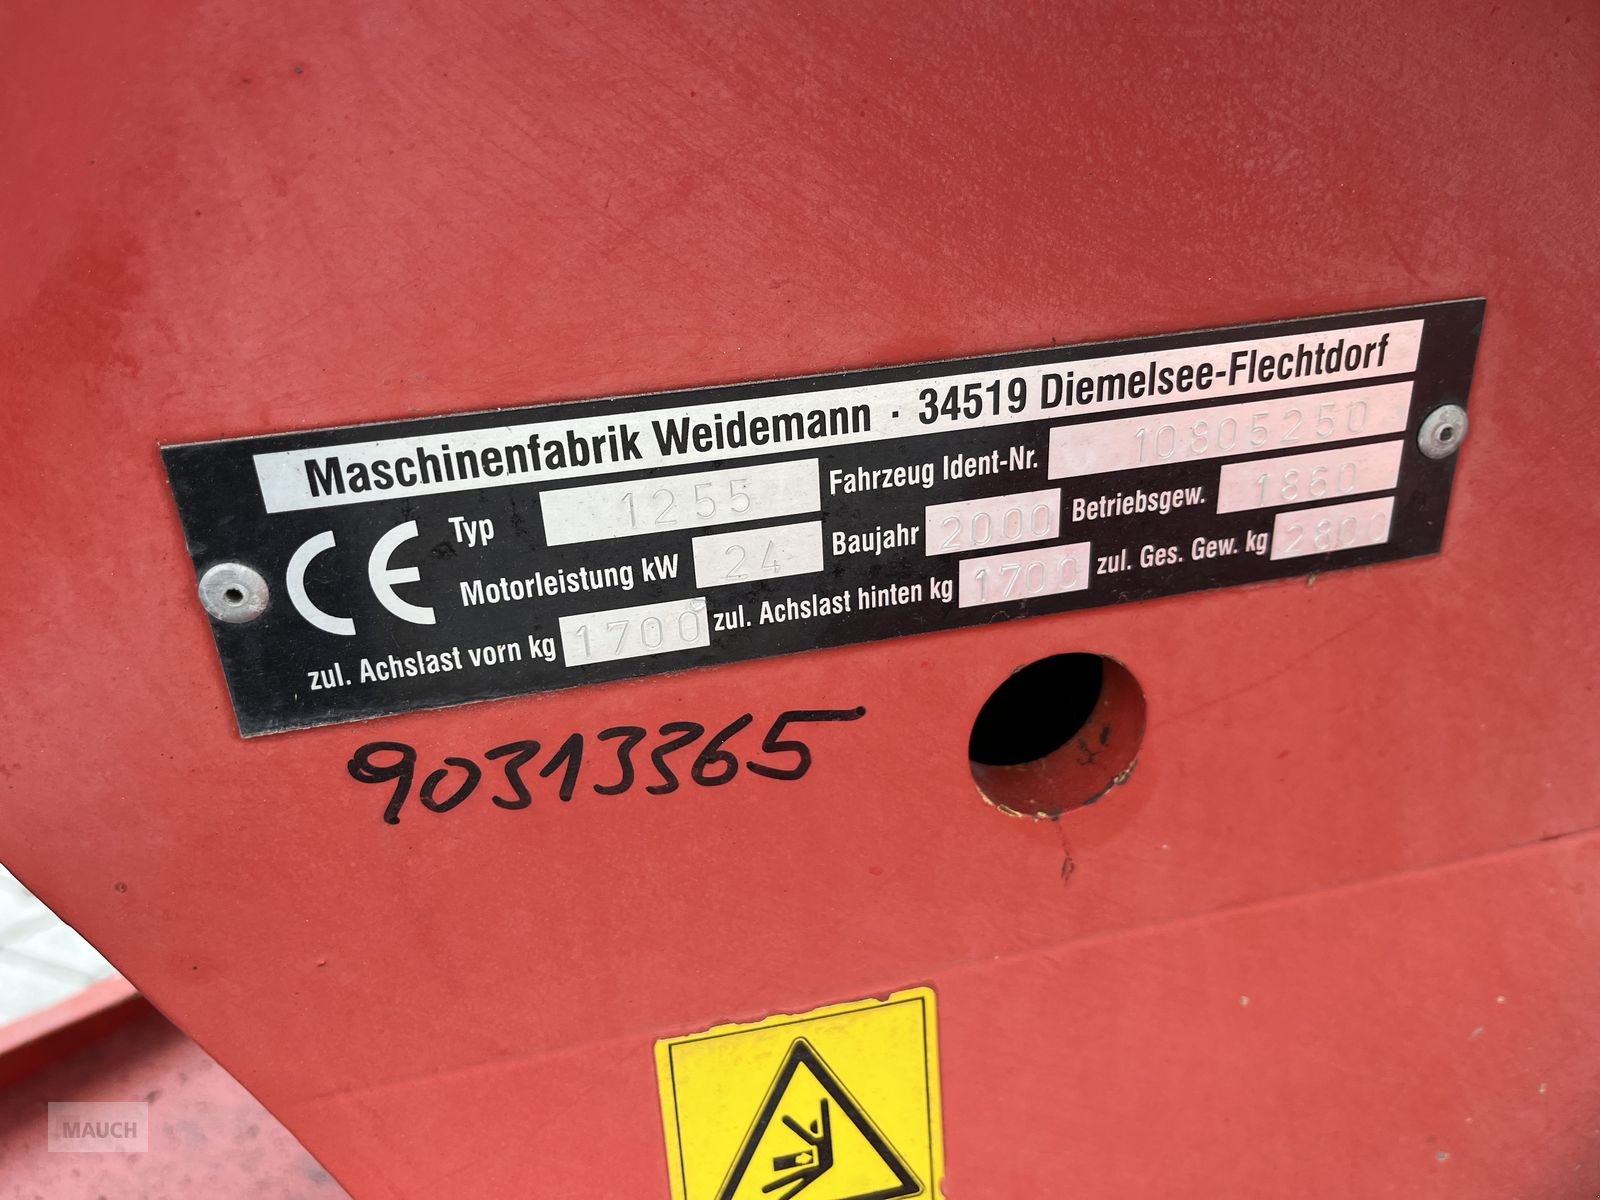 Maschinenfabrik Weidemann · 34519 Diemelsee-Flechtdorf
CE Typ 1255 Fahrzeug Ident-Nr. 10805250
Motorleistung kW 24 Baujahr 2000 Betriebsgew. 1860
zul. Achslast vorn kg 1700 zul. Achslast hinten kg 1700 zul. Ges. Gew. kg 2800
90313365
MAUCH